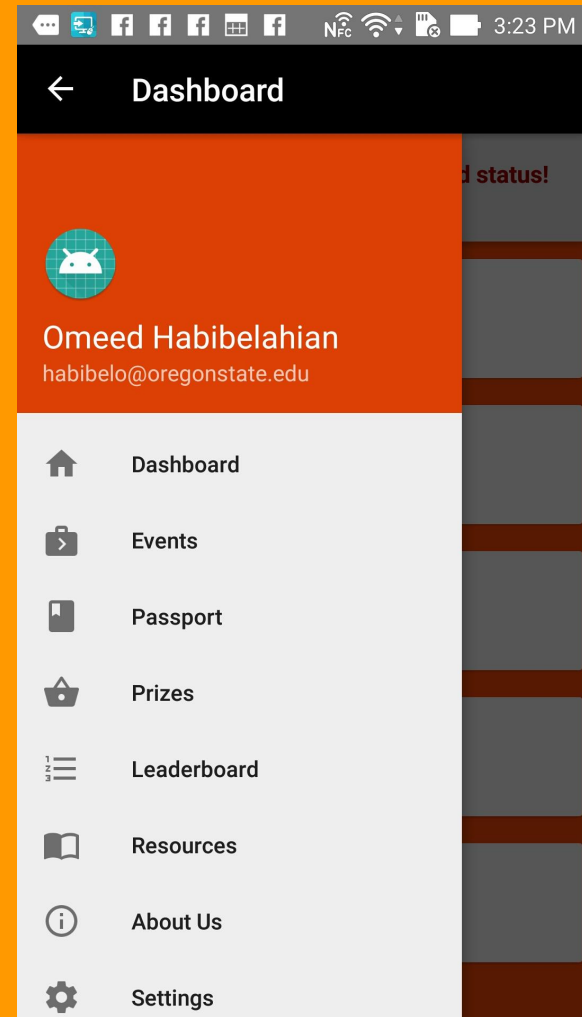 NFC 3:23 PM
Dashboard
d status!
Omeed Habibelahian
habibelo@oregonstate.edu
Dashboard
Events
Passport
Prizes
Leaderboard
Resources
About Us
Settings